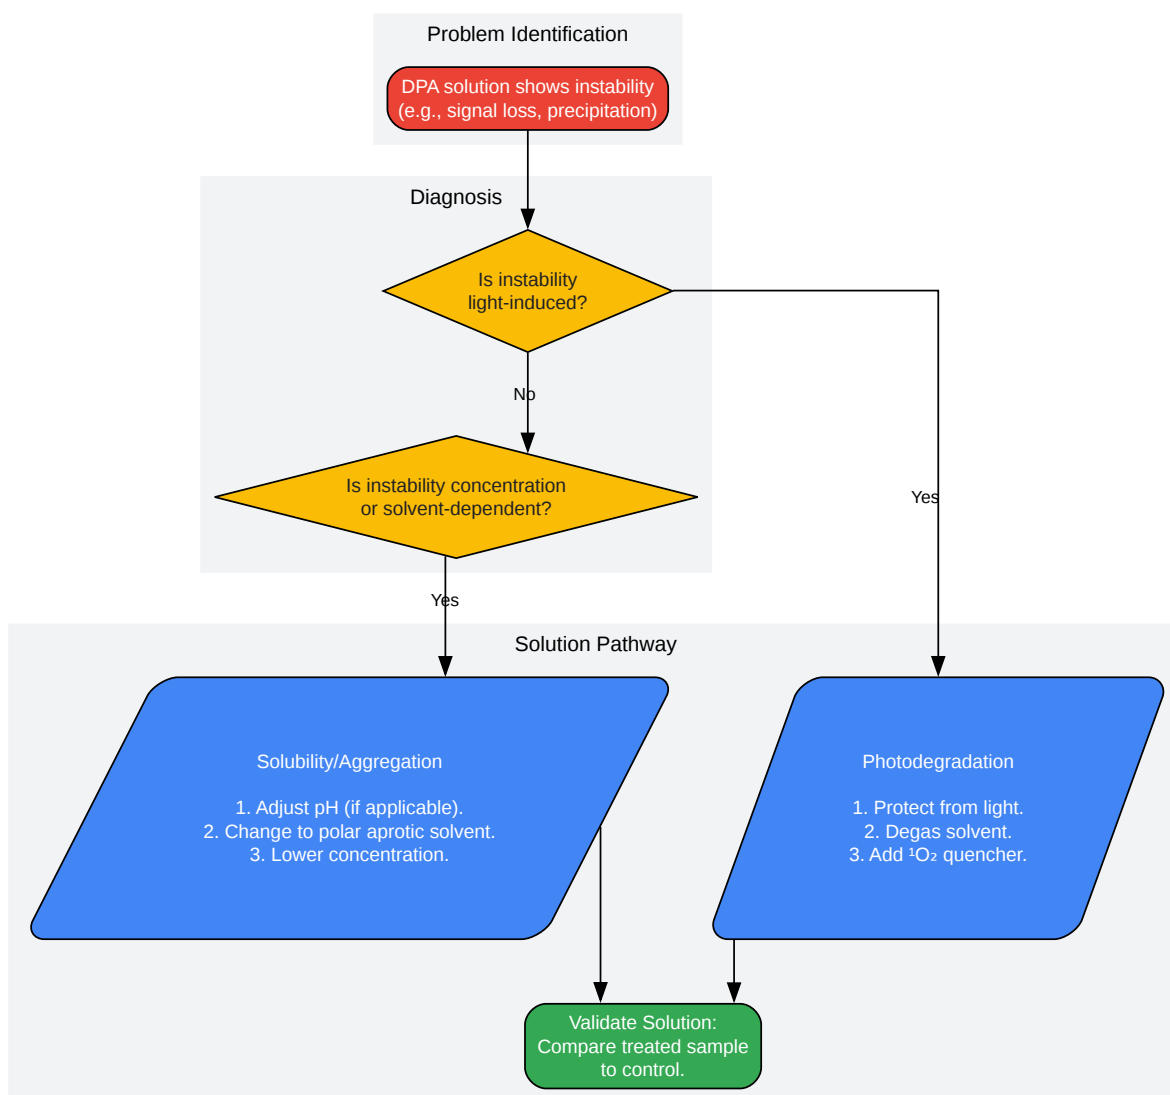 Problem Identification
DPA solution shows instability
(e.g., signal loss, precipitation)
Diagnosis
Is instability
light-induced?
No
Is instability concentration
or solvent-dependent?
Yes
Yes
Solution Pathway
Solubility/Aggregation
1. Adjust pH (if applicable).
2. Change to polar aprotic solvent.
3. Lower concentration.
Photodegradation
1. Protect from light.
2. Degas solvent.
3. Add ¹O₂ quencher.
Validate Solution:
Compare treated sample
to control.